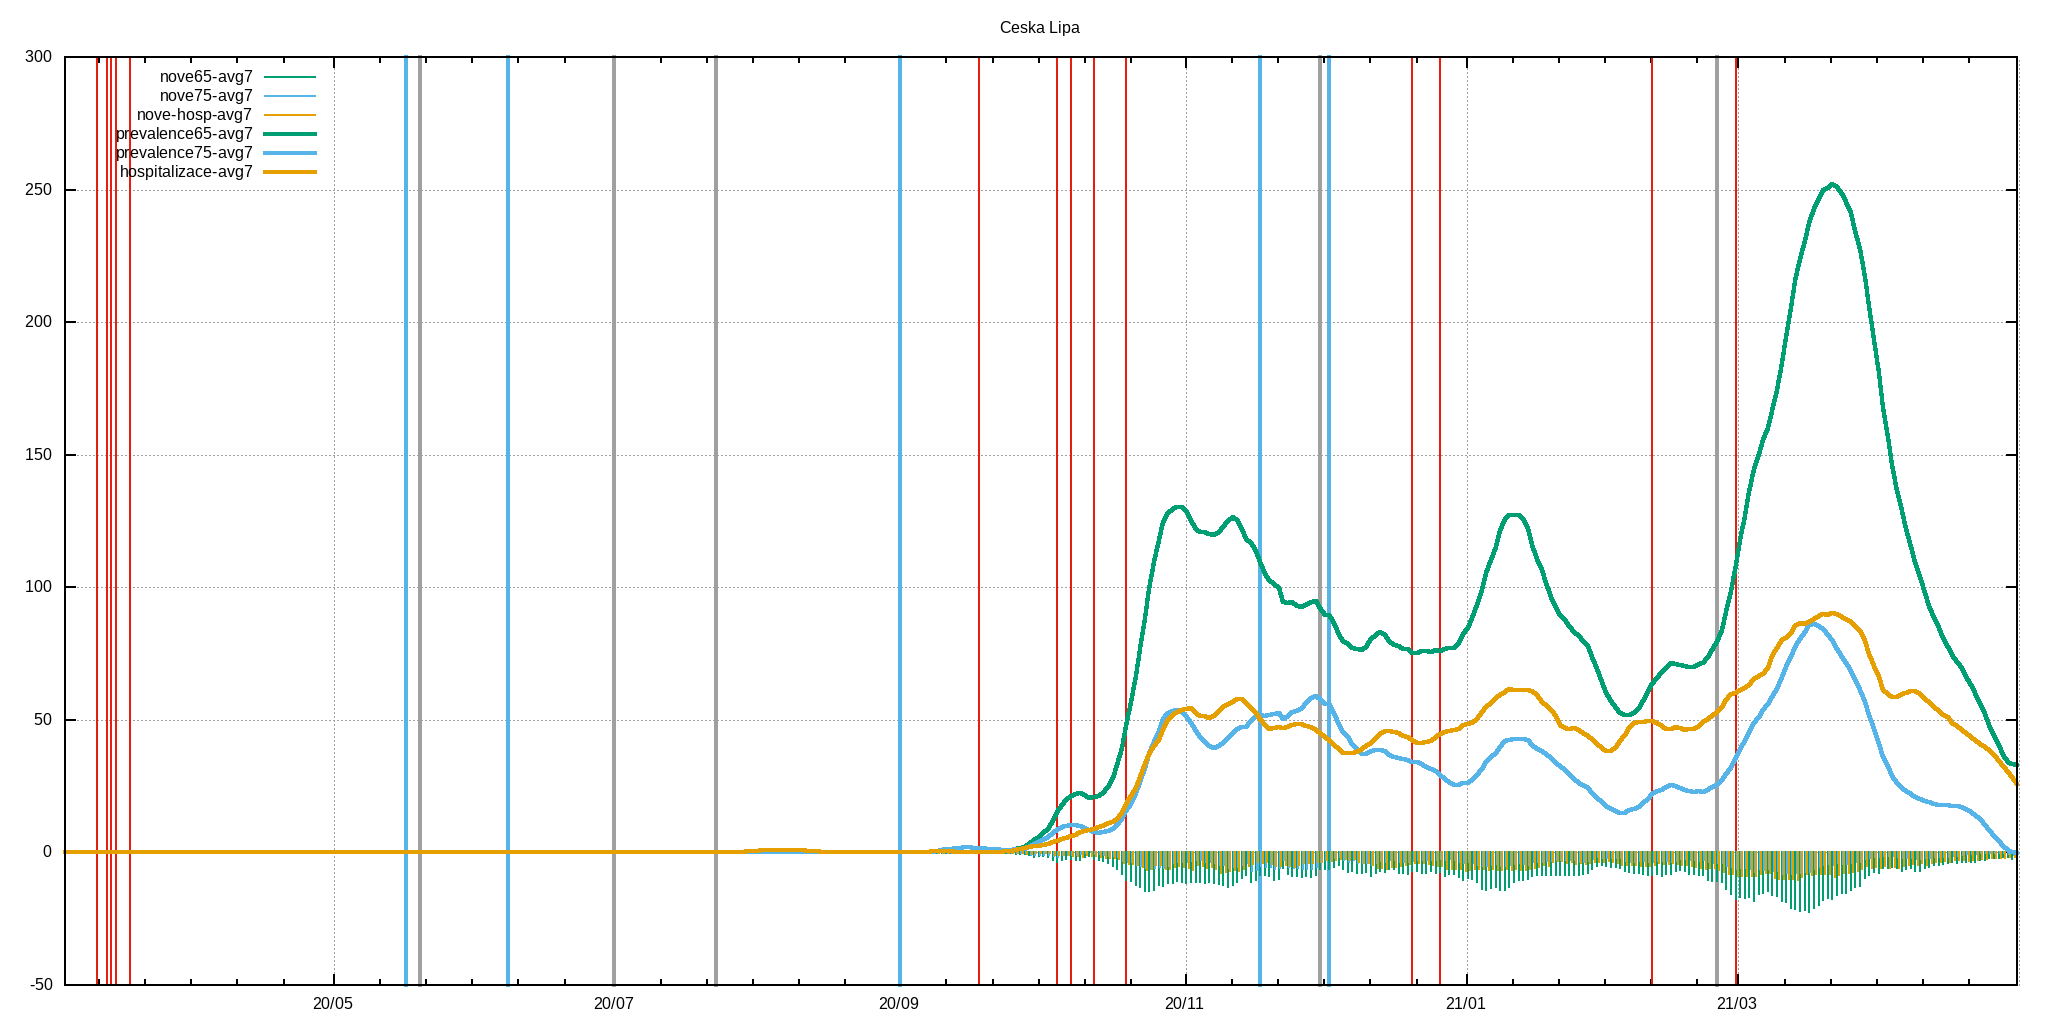 Ceska Lipa
300
250
200
150
100
50
0
-50
nove65-avg7
nove75-avg7
nove-hosp-avg7
prevalence65-avg7
prevalence75-avg7
hospitalizace-avg7
20/05
20/07
20/09
20/11
21/01
21/03